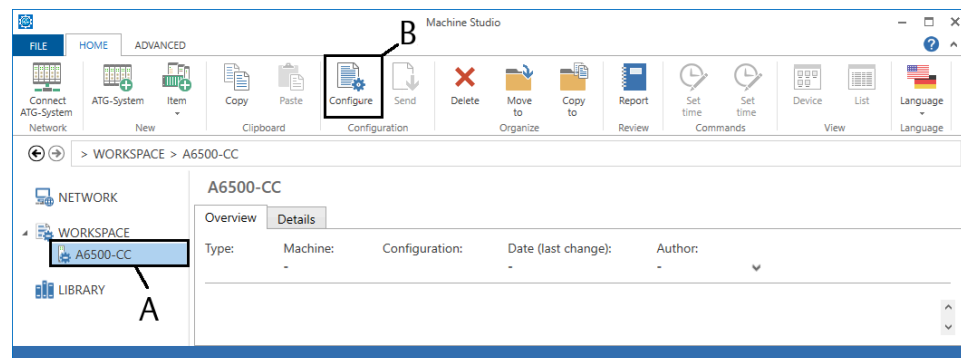 Machine Studio
B
FILE HOME ADVANCED
Connect ATG-System Item Copy Paste Configure Send Delete Move Copy Report Set Set Device List Language
ATG-System to to time time
Network New Clipboard Configuration Organize Review Commands View Language
> WORKSPACE > A6500-CC
NETWORK
WORKSPACE
A6500-CC
LIBRARY
A
A6500-CC
Overview Details
Type: Machine: Configuration: Date (last change): Author:
- - -